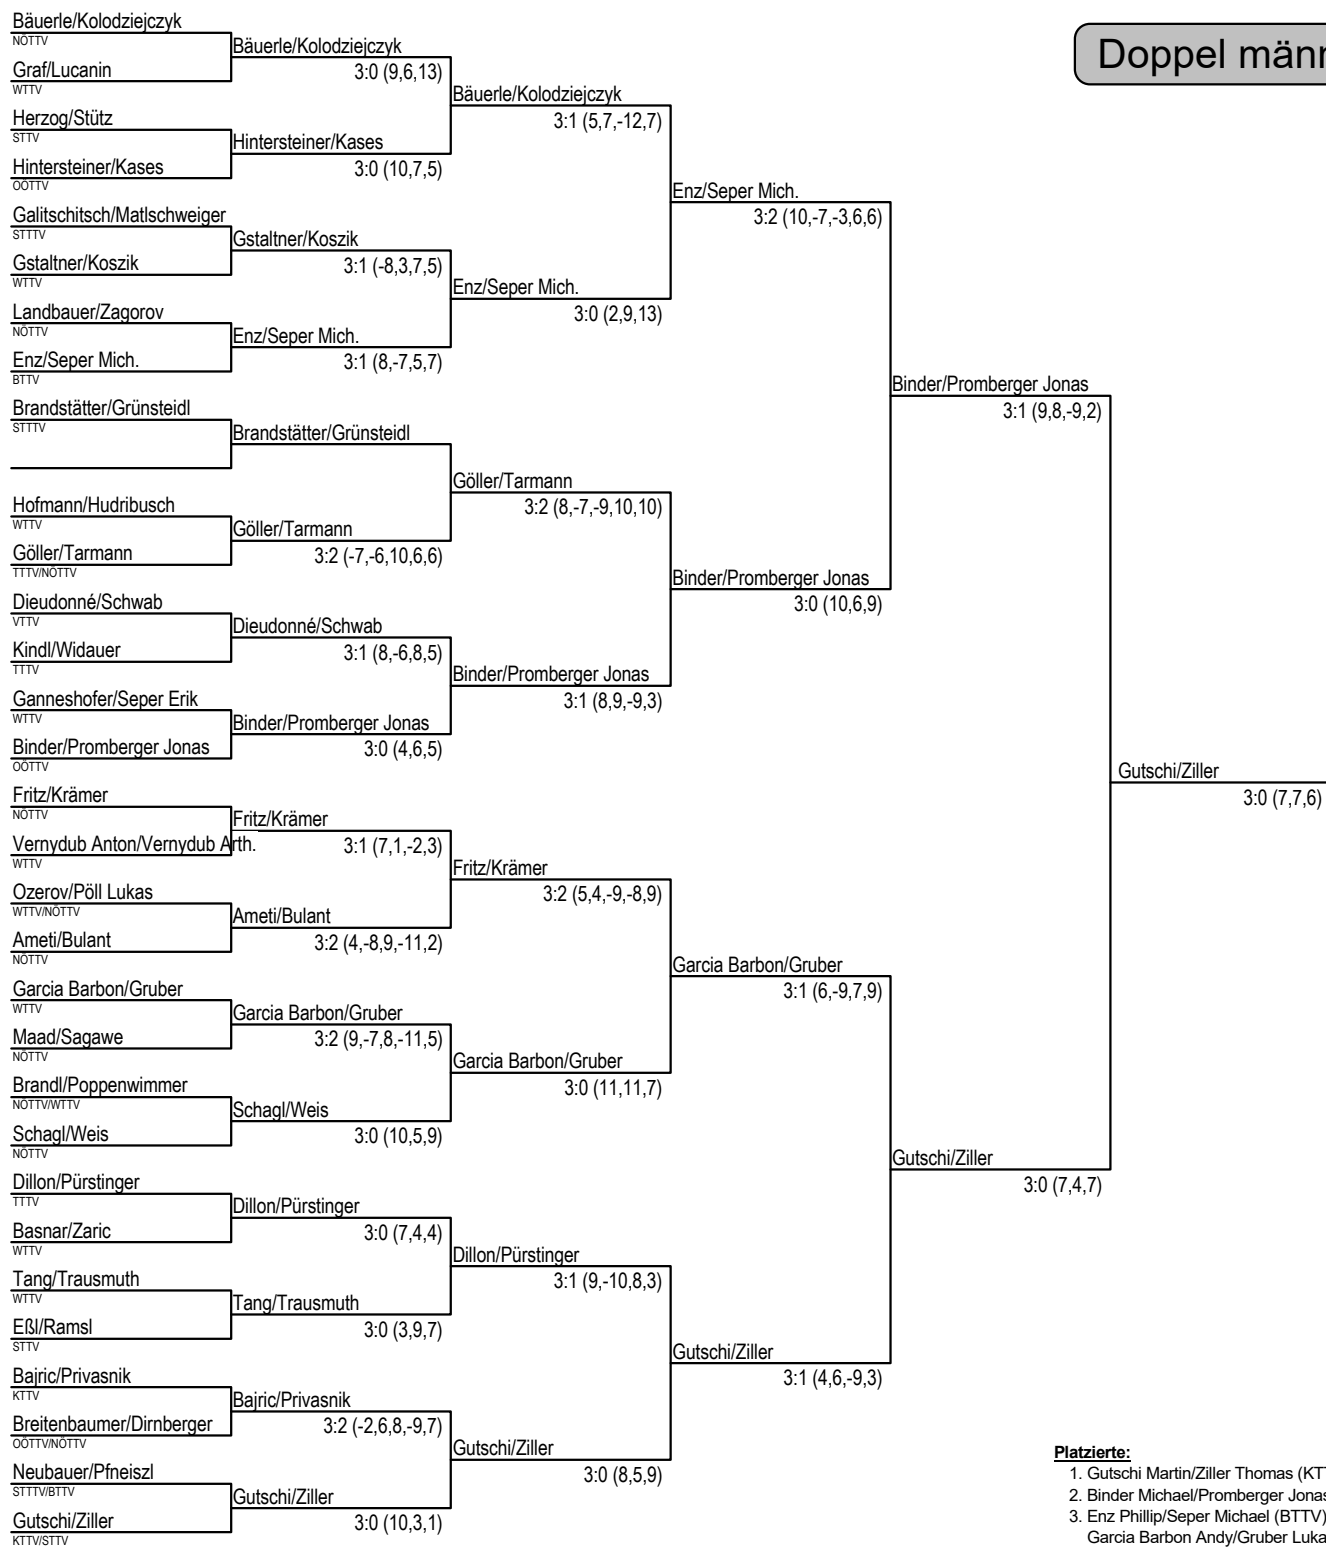 Doppel männ
Bäuerle/Kolodziejczyk
NÖTTV
Graf/Lucanin
WTTV
Herzog/Stütz
STTV
Hintersteiner/Kases
OÖTTV
Galitschitsch/Matlschweiger
STTTV
Gstaltner/Koszik
WTTV
Landbauer/Zagorov
NÖTTV
Enz/Seper Mich.
BTTV
Brandstätter/Grünsteidl
STTTV
Hofmann/Hudribusch
WTTV
Göller/Tarmann
TTTV/NÖTTV
Dieudonné/Schwab
VTTV
Kindl/Widauer
TTTV
Ganneshofer/Seper Erik
WTTV
Binder/Promberger Jonas
OÖTTV
Fritz/Krämer
NÖTTV
Vernydub Anton/Vernydub Arth.
WTTV
Ozerov/Pöll Lukas
WTTV/NÖTTV
Ameti/Bulant
NÖTTV
Garcia Barbon/Gruber
WTTV
Maad/Sagawe
NÖTTV
Brandl/Poppenwimmer
NÖTTV/WTTV
Schagl/Weis
NÖTTV
Dillon/Pürstinger
TTTV
Basnar/Zaric
WTTV
Tang/Trausmuth
WTTV
Eßl/Ramsl
STTV
Bajric/Privasnik
KTTV
Breitenbaumer/Dirnberger
OÖTTV/NÖTTV
Neubauer/Pfneiszl
STTTV/BTTV
Gutschi/Ziller
KTTV/STTV
Bäuerle/Kolodziejczyk
3:0 (9,6,13)
Hintersteiner/Kases
3:0 (10,7,5)
Gstaltner/Koszik
3:1 (-8,3,7,5)
Enz/Seper Mich.
3:1 (8,-7,5,7)
Brandstätter/Grünsteidl
Göller/Tarmann
3:2 (-7,-6,10,6,6)
Dieudonné/Schwab
3:1 (8,-6,8,5)
Binder/Promberger Jonas
3:0 (4,6,5)
Fritz/Krämer
3:1 (7,1,-2,3)
Ameti/Bulant
3:2 (4,-8,9,-11,2)
Garcia Barbon/Gruber
3:2 (9,-7,8,-11,5)
Schagl/Weis
3:0 (10,5,9)
Dillon/Pürstinger
3:0 (7,4,4)
Tang/Trausmuth
3:0 (3,9,7)
Bajric/Privasnik
3:2 (-2,6,8,-9,7)
Gutschi/Ziller
3:0 (10,3,1)
Bäuerle/Kolodziejczyk
3:1 (5,7,-12,7)
Enz/Seper Mich.
3:0 (2,9,13)
Göller/Tarmann
3:2 (8,-7,-9,10,10)
Binder/Promberger Jonas
3:1 (8,9,-9,3)
Fritz/Krämer
3:2 (5,4,-9,-8,9)
Garcia Barbon/Gruber
3:0 (11,11,7)
Dillon/Pürstinger
3:1 (9,-10,8,3)
Gutschi/Ziller
3:0 (8,5,9)
Enz/Seper Mich.
3:2 (10,-7,-3,6,6)
Binder/Promberger Jonas
3:0 (10,6,9)
Garcia Barbon/Gruber
3:1 (6,-9,7,9)
Gutschi/Ziller
3:1 (4,6,-9,3)
Binder/Promberger Jonas
3:1 (9,8,-9,2)
Gutschi/Ziller
3:0 (7,4,7)
Gutschi/Ziller
3:0 (7,7,6)
Platzierte:
1. Gutschi Martin/Ziller Thomas (KTT
2. Binder Michael/Promberger Jonas
3. Enz Phillip/Seper Michael (BTTV)
Garcia Barbon Andy/Gruber Luka